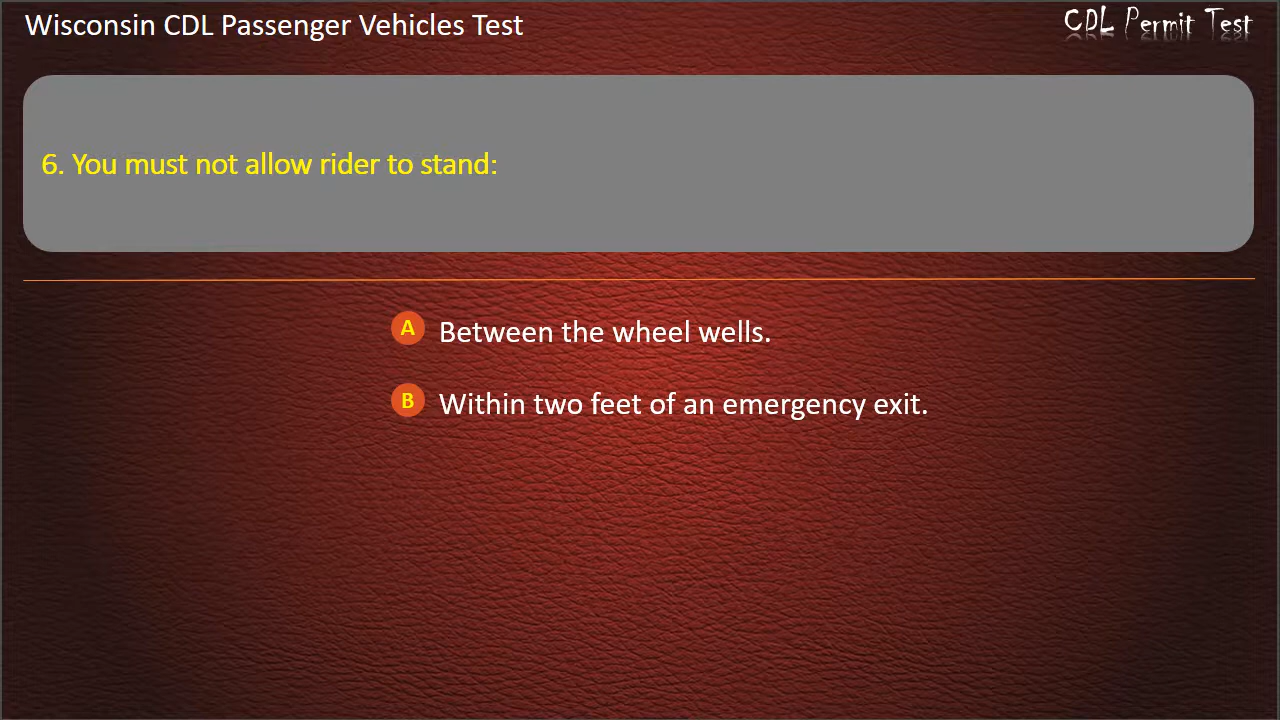 Wisconsin CDL Passenger Vehicles Test
CDL Permit Test
6. You must not allow rider to stand:
A Between the wheel wells.
B Within two feet of an emergency exit.